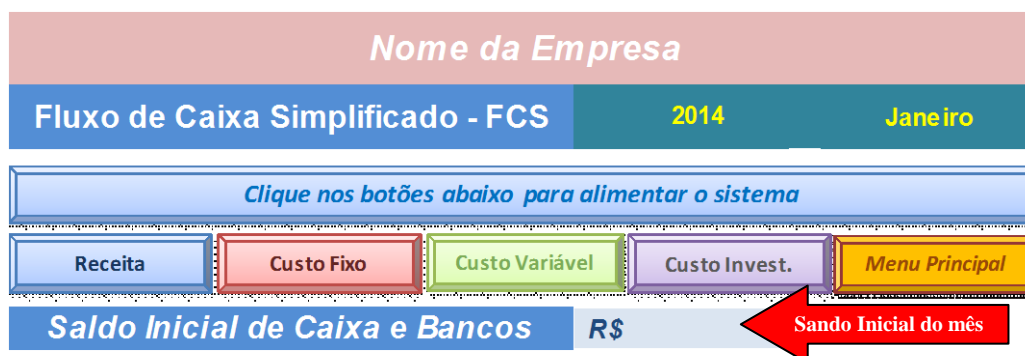 Nome da Empresa
Fluxo de Caixa Simplificado - FCS 2014 Janeiro
Clique nos botões abaixo para alimentar o sistema
Receita Custo Fixo Custo Variável Custo Invest. Menu Principal
Saldo Inicial de Caixa e Bancos R$ Sando Inicial do mês